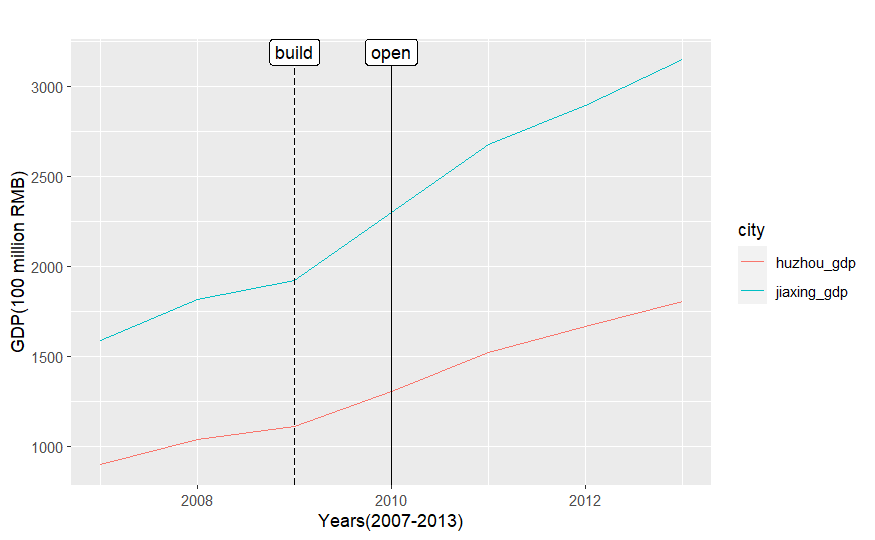 build
open
3000
2500
2000
1500
1000
GDP(100 million RMB)
2008
2010
2012
Years(2007-2013)
city
huzhou_gdp
jiaxing_gdp